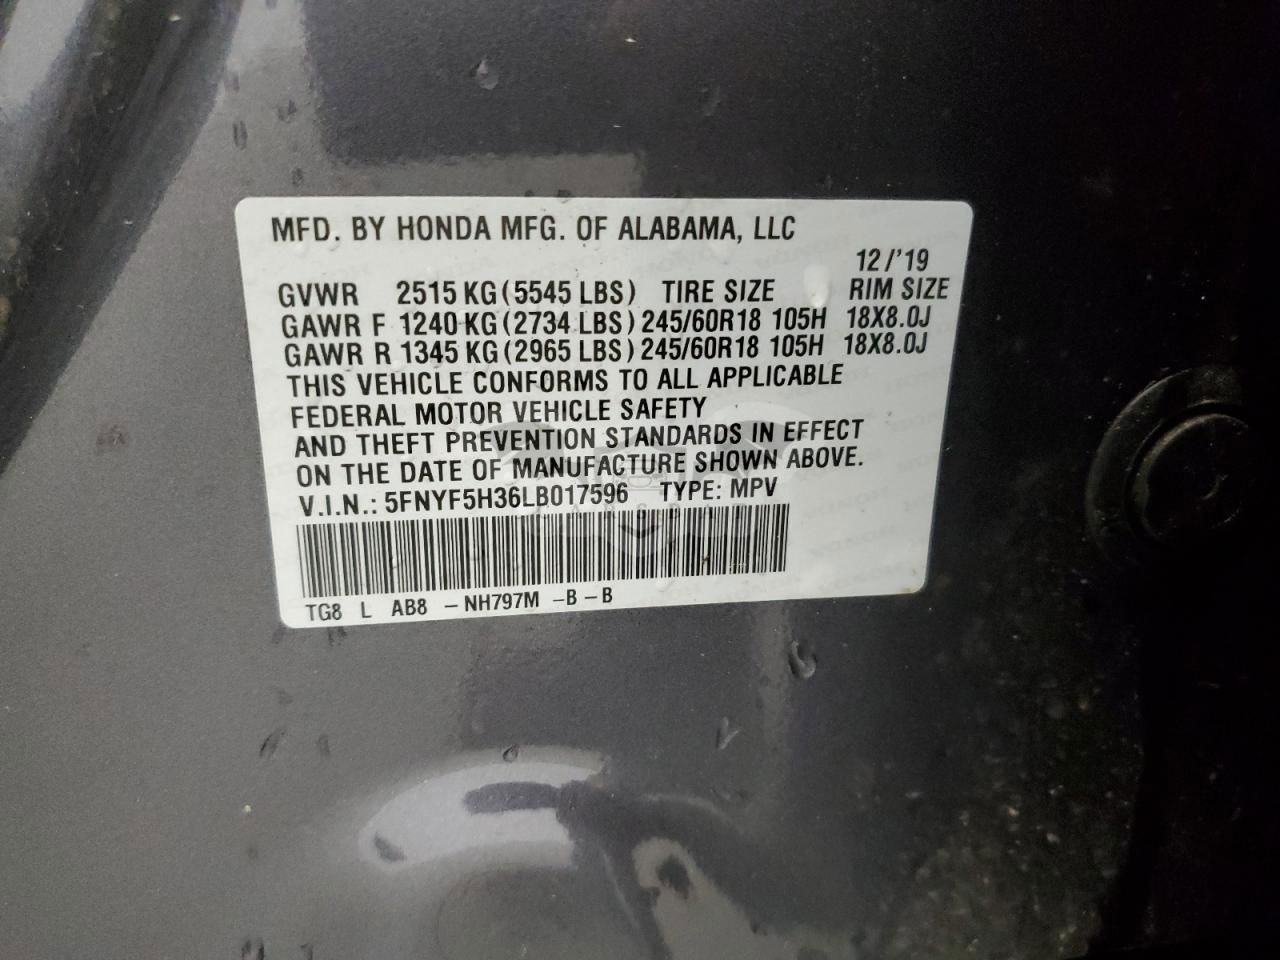 MFD. BY HONDA MFG. OF ALABAMA, LLC
12/'19
GVWR 2515 KG (5545 LBS) TIRE SIZE RIM SIZE
GAWR F 1240 KG (2734 LBS) 245/60R18 105H 18X8.0J
GAWR R 1345 KG (2965 LBS) 245/60R18 105H 18X8.0J
THIS VEHICLE CONFORMS TO ALL APPLICABLE
FEDERAL MOTOR VEHICLE SAFETY
AND THEFT PREVENTION STANDARDS IN EFFECT
ON THE DATE OF MANUFACTURE SHOWN ABOVE.
V.I.N.: 5FNYF5H36LB017596 TYPE: MPV
TG8 L AB8 -NH797M -B-B